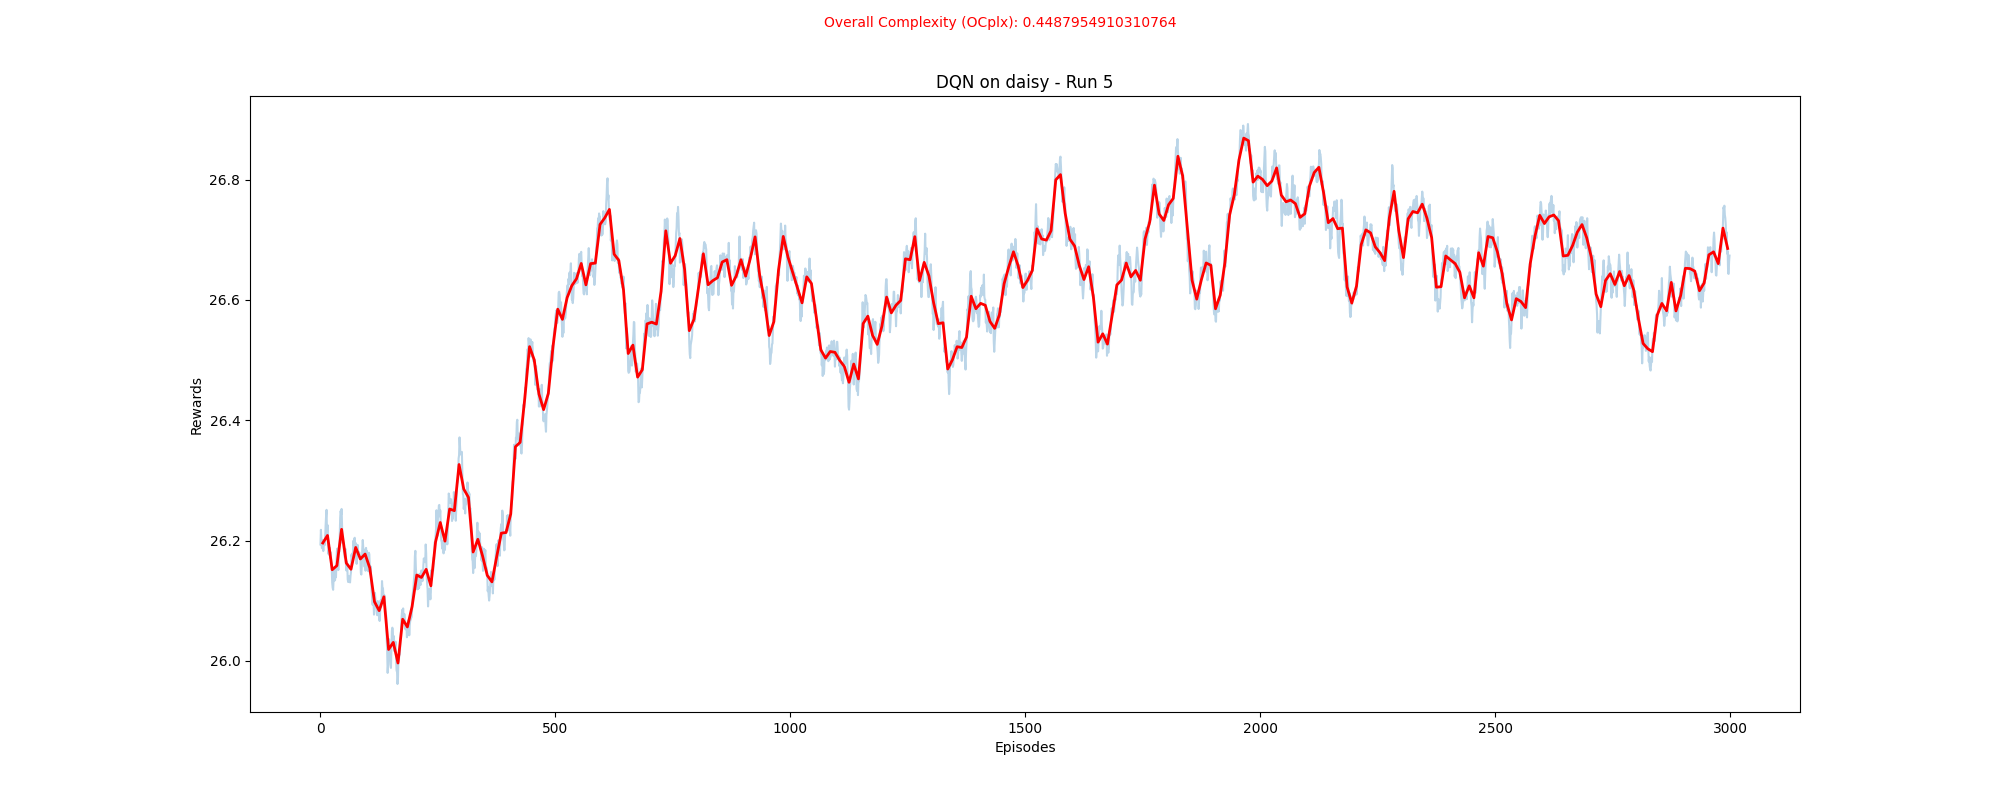 Overall Complexity (OCplx): 0.4487954910310764
DQN on daisy - Run 5
26.8
26.6
26.4
26.2
26.0
Rewards
0 500 1000 1500 2000 2500 3000
Episodes